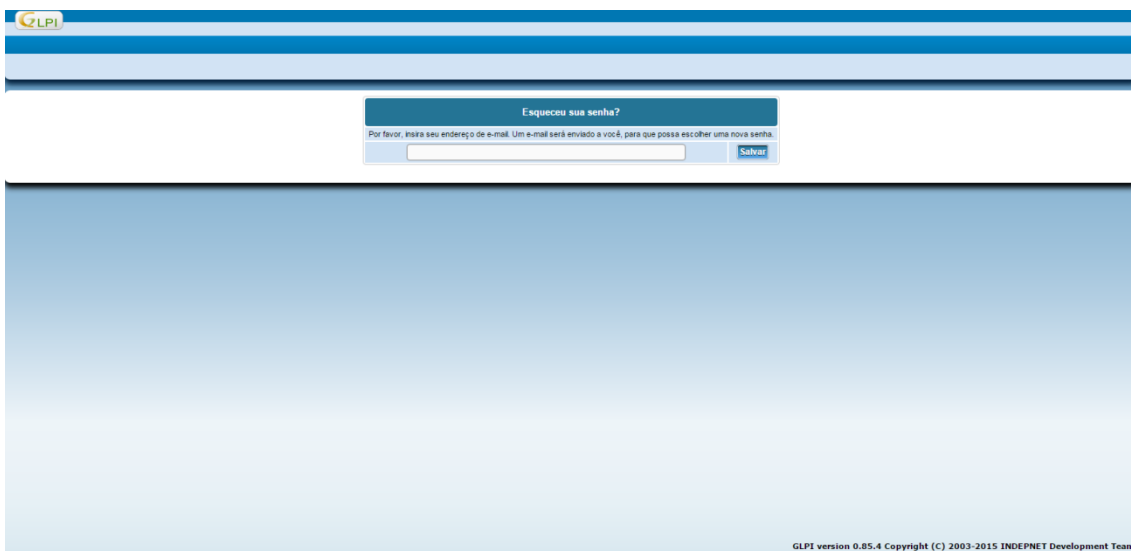 GLPI
Esqueceu sua senha?
Por favor, insira seu endereço de e-mail. Um e-mail será enviado a você, para que possa escolher uma nova senha.
Salvar
GLPI version 0.85.4 Copyright (C) 2003-2015 INDEPNET Development Tean